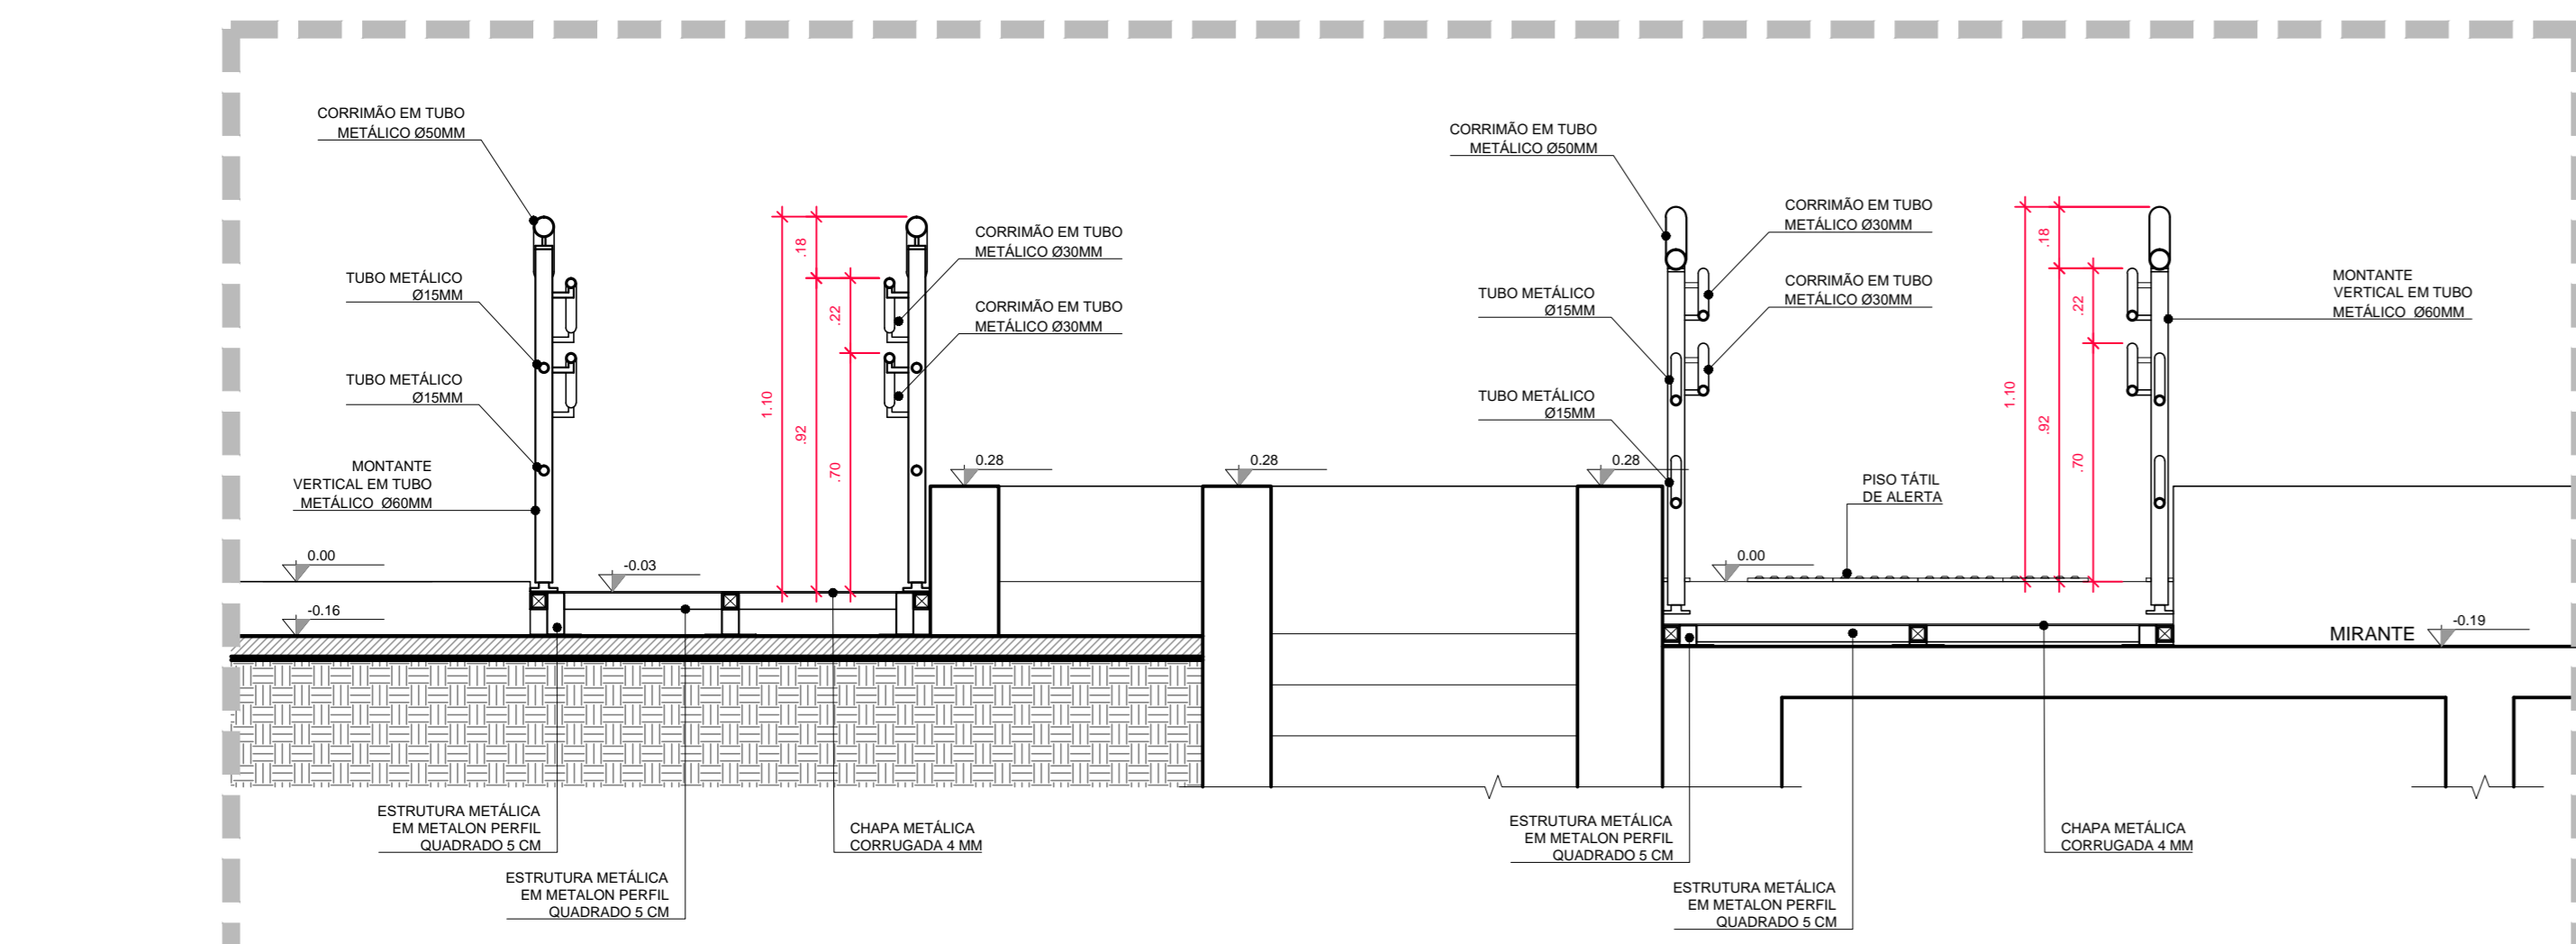 CORRIMÃO EM TUBO
METÁLICO Ø50MM
TUBO METÁLICO
Ø15MM
TUBO METÁLICO
Ø15MM
MONTANTE
VERTICAL EM TUBO
METÁLICO Ø60MM
CORRIMÃO EM TUBO
METÁLICO Ø30MM
CORRIMÃO EM TUBO
METÁLICO Ø30MM
.18
.22
1.10
.92
.70
0.00
-0.16
-0.03
0.28
0.28
0.28
ESTRUTURA METÁLICA
EM METALON PERFIL
QUADRADO 5 CM
ESTRUTURA METÁLICA
EM METALON PERFIL
QUADRADO 5 CM
CHAPA METÁLICA
CORRUGADA 4 MM
CORRIMÃO EM TUBO
METÁLICO Ø50MM
CORRIMÃO EM TUBO
METÁLICO Ø30MM
CORRIMÃO EM TUBO
METÁLICO Ø30MM
TUBO METÁLICO
Ø15MM
TUBO METÁLICO
Ø15MM
MONTANTE
VERTICAL EM TUBO
METÁLICO Ø60MM
.18
.22
1.10
.92
.70
PISO TÁTIL
DE ALERTA
0.00
MIRANTE
-0.19
ESTRUTURA METÁLICA
EM METALON PERFIL
QUADRADO 5 CM
ESTRUTURA METÁLICA
EM METALON PERFIL
QUADRADO 5 CM
CHAPA METÁLICA
CORRUGADA 4 MM